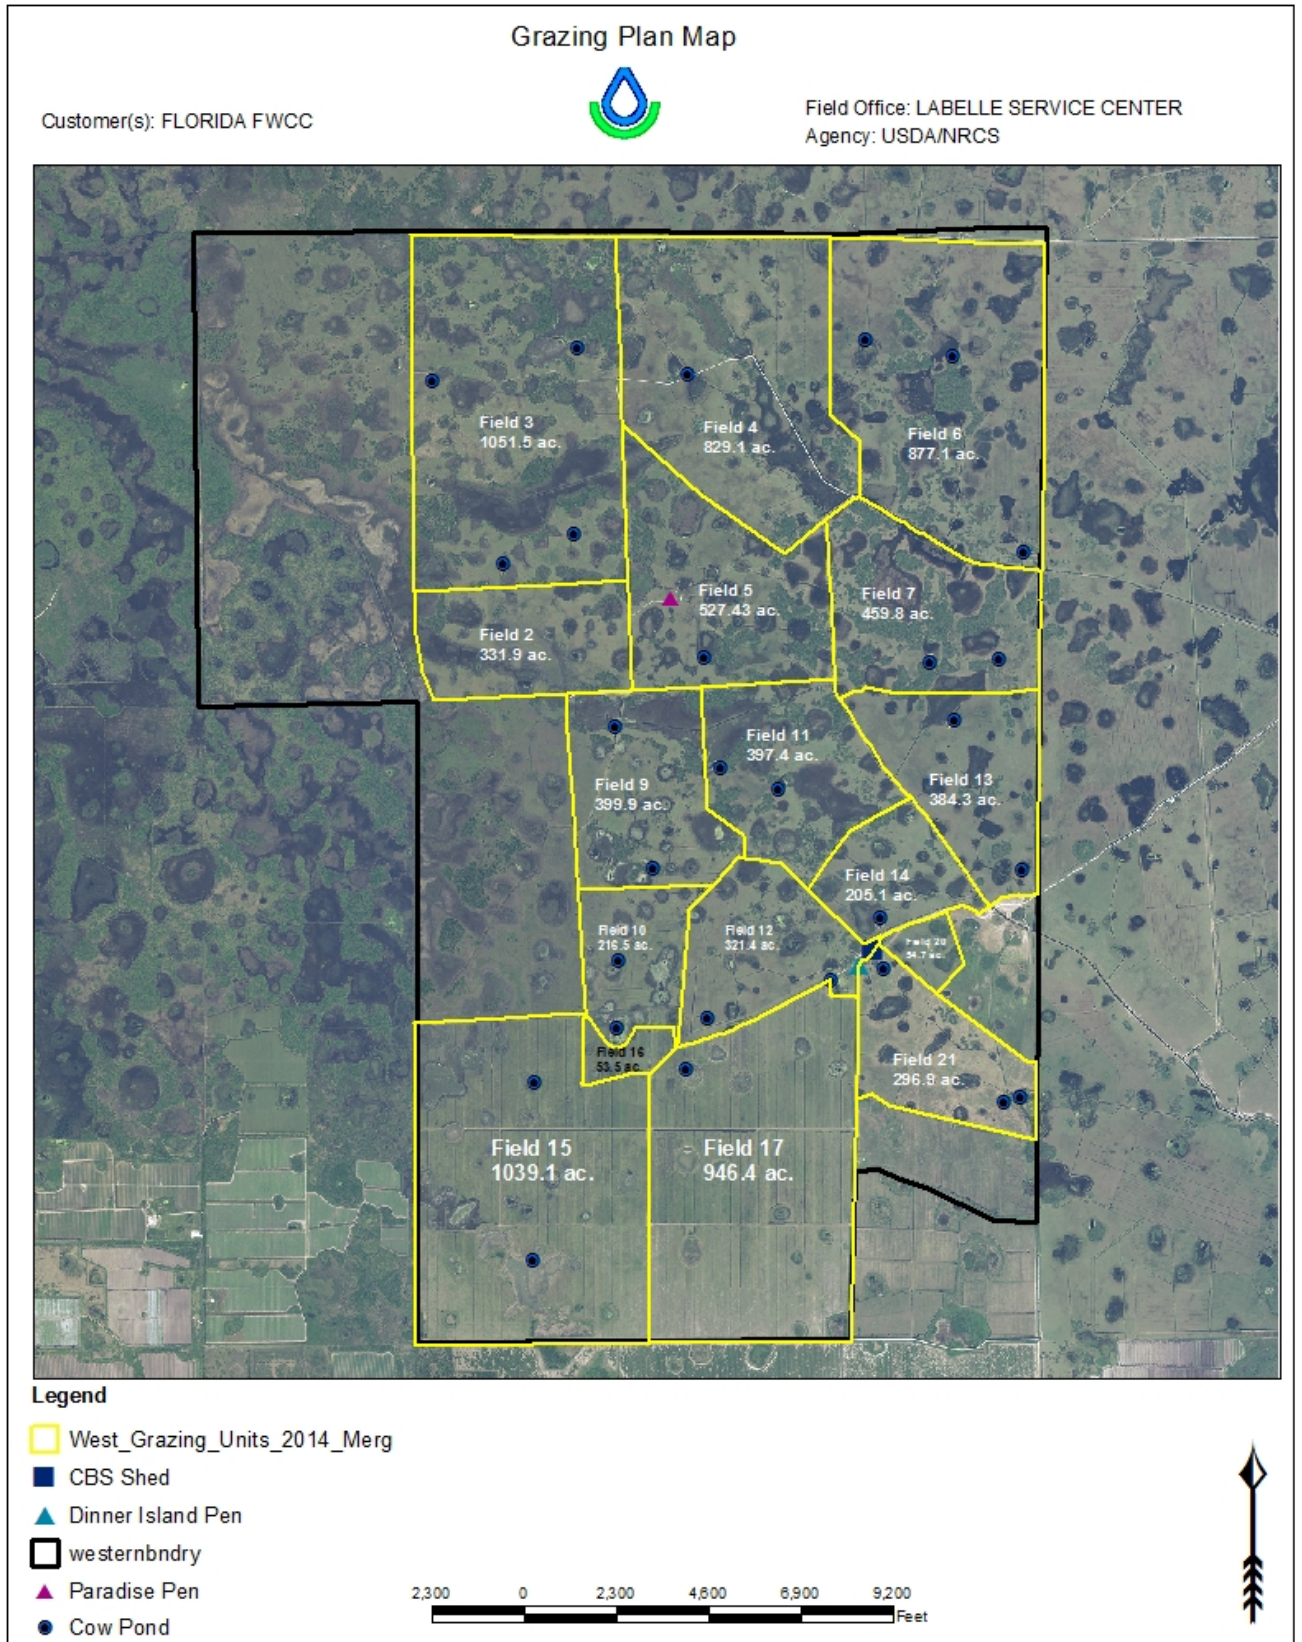 Grazing Plan Map
Customer(s): FLORIDA FWCC
Field Office: LABELLE SERVICE CENTER
Agency: USDA/NRCS
Field 3
1051.5 ac.
Field 4
829.1 ac.
Field 6
877.1 ac.
Field 5
527.43 ac.
Field 7
459.8 ac.
Field 2
331.9 ac.
Field 11
397.4 ac.
Field 9
399.9 ac.
Field 13
384.3 ac.
Field 14
205.1 ac.
Field 10
216.5 ac.
Field 12
321.4 ac.
Field 20
54.7 ac.
Field 16
53.5 ac.
Field 21
296.9 ac.
Field 15
1039.1 ac.
Field 17
946.4 ac.
Legend
West_Grazing_Units_2014_Merg
CBS Shed
Dinner Island Pen
westernbndry
Paradise Pen
Cow Pond
2,300 0 2,300 4,600 6,900 9,200
Feet